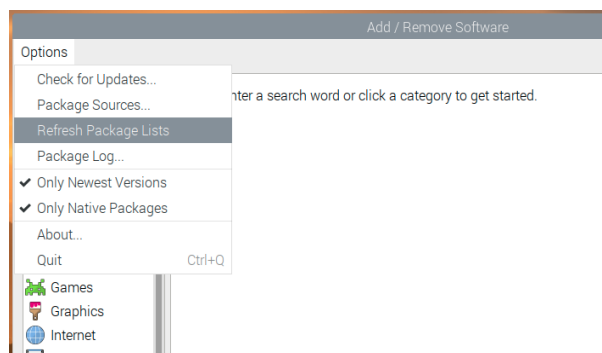 Add / Remove Software
Options
Check for Updates...
Package Sources...
nter a search word or click a category to get started.
Refresh Package Lists
Package Log...
Only Newest Versions
Only Native Packages
About...
Quit Ctrl+Q
Games
Graphics
Internet